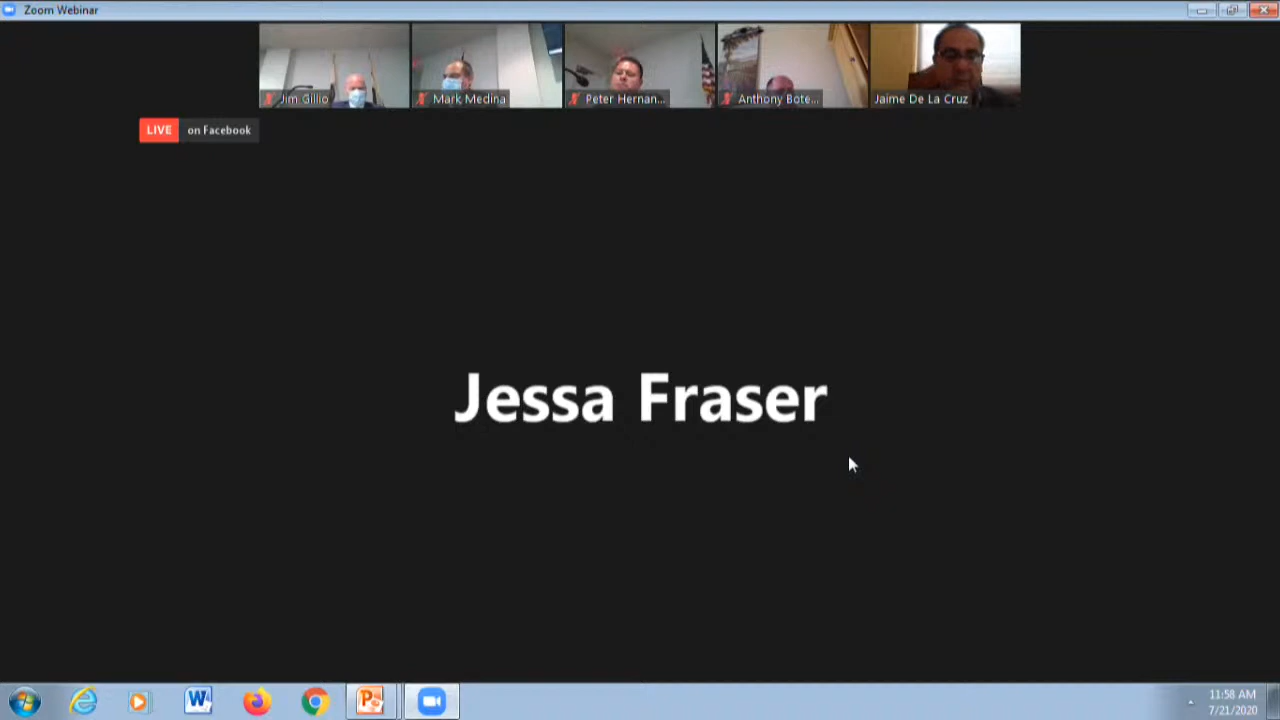 Zoom Webinar
Jim Gillio
Mark Medina
Peter Hernan...
Anthony Bote...
Jaime De La Cruz
LIVE on Facebook
Jessa Fraser
11:58 AM
7/21/2020